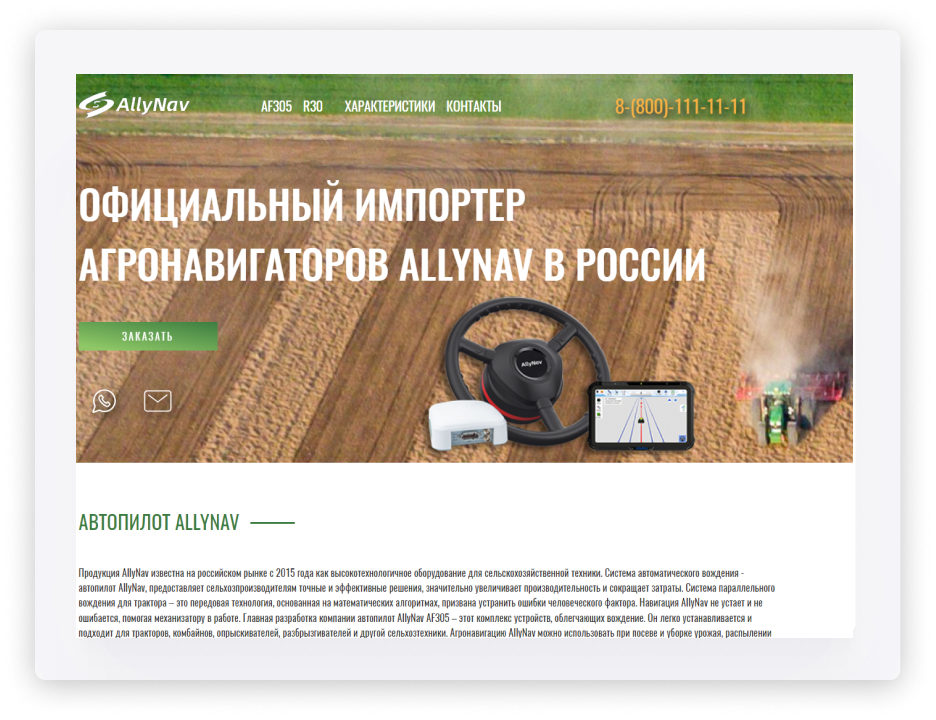 AllyNav AF305 R30 ХАРАКТЕРИСТИКИ КОНТАКТЫ 8-(800)-111-11-11
ОФИЦИАЛЬНЫЙ ИМПОРТЕР
АГРОНАВИГАТОРОВ ALLYNAV В РОССИИ
ЗАКАЗАТЬ
AllyNav
АВТОПИЛОТ ALLYNAV
Продукция AllyNav известна на российском рынке с 2015 года как высокотехнологичное оборудование для сельскохозяйственной техники. Система автоматического вождения -
автопилот AllyNav, предоставляет сельхозпроизводителям точные и эффективные решения, значительно увеличивает производительность и сокращает затраты. Система параллельного
вождения для трактора – это передовая технология, основанная на математических алгоритмах, призвана устранить ошибки человеческого фактора. Навигация AllyNav не устает и не
ошибается, помогая механизатору в работе. Главная разработка компании автопилот AllyNav AF305 – этот комплекс устройств, облегчающих вождение. Он легко устанавливается и
подходит для тракторов, комбайнов, опрыскивателей, разбрызгивателей и другой сельхозтехники. Агронавигацию AllyNav можно использовать при посеве и уборке урожая, распылении